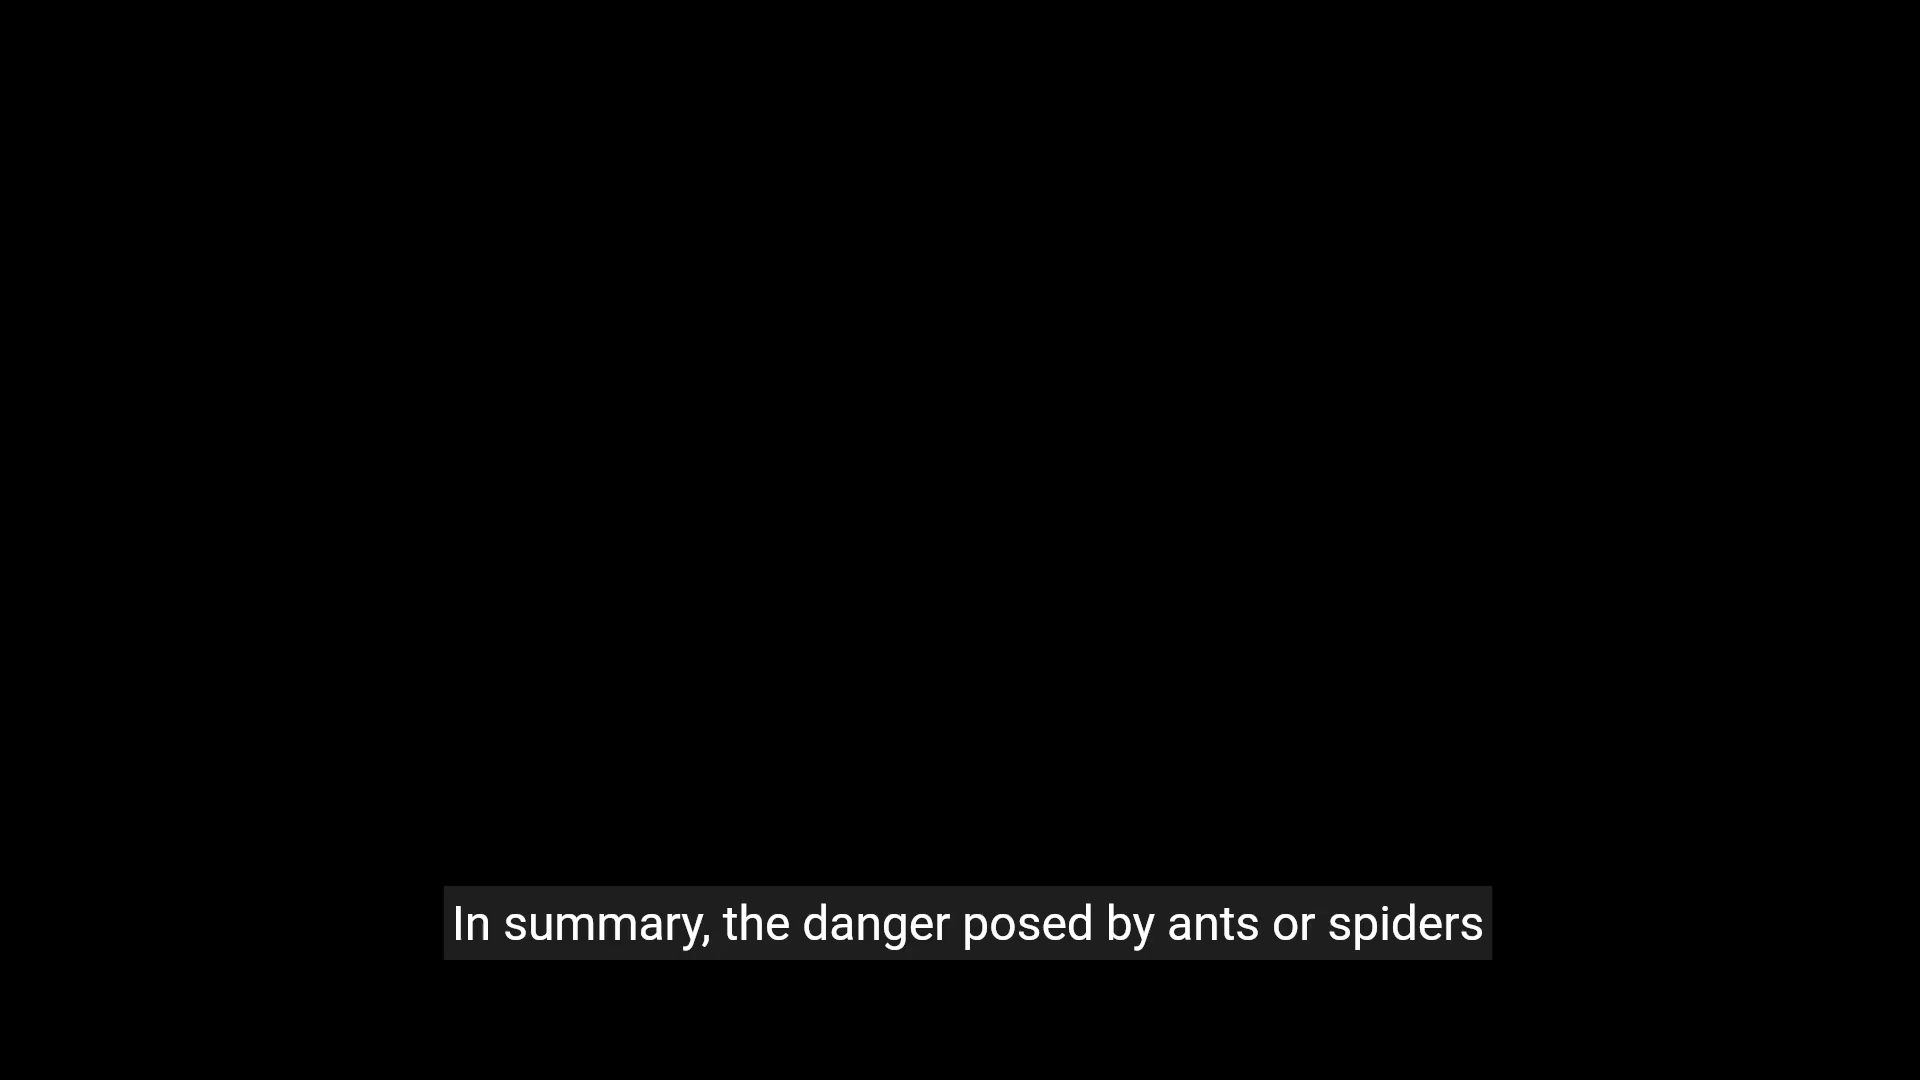 In summary, the danger posed by ants or spiders